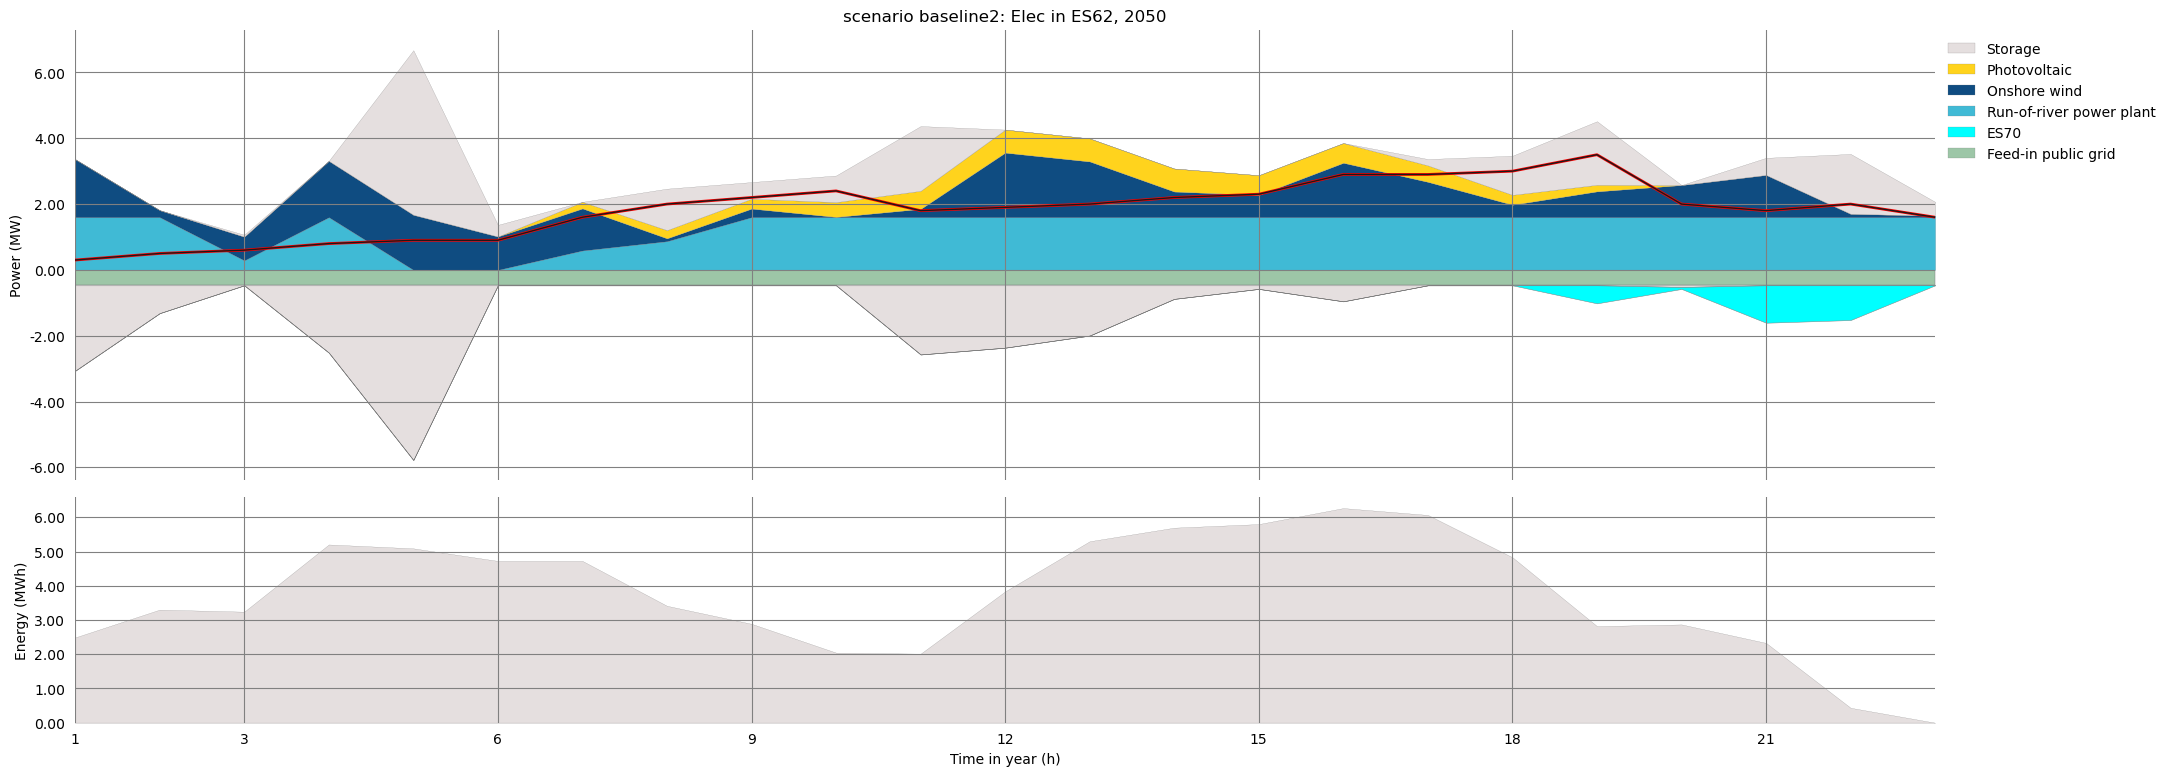 scenario baseline2: Elec in ES62, 2050
Power (MW)
6.00
4.00
2.00
0.00
-2.00
-4.00
-6.00
Storage
Photovoltaic
Onshore wind
Run-of-river power plant
ES70
Feed-in public grid
Energy (MWh)
6.00
5.00
4.00
3.00
2.00
1.00
0.00
1 3 6 9 12 15 18 21
Time in year (h)